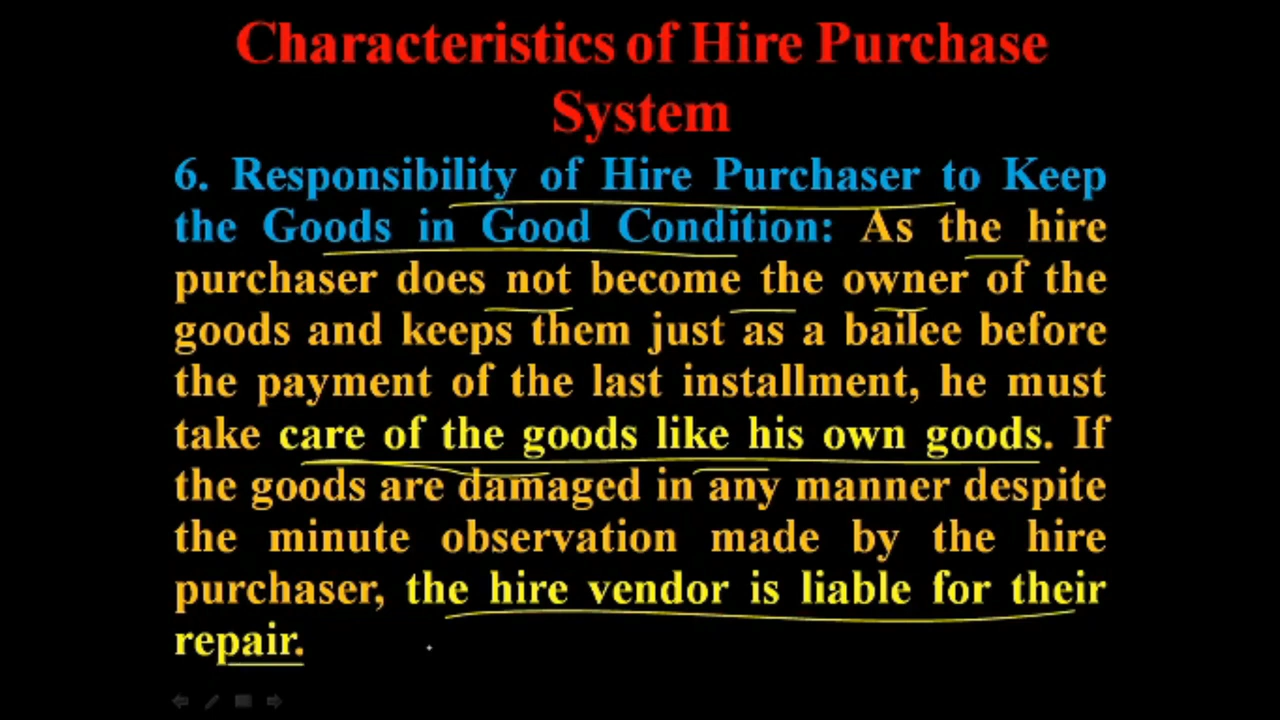 Characteristics of Hire Purchase
System
6. Responsibility of Hire Purchaser to Keep
the Goods in Good Condition: As the hire
purchaser does not become the owner of the
goods and keeps them just as a bailee before
the payment of the last installment, he must
take care of the goods like his own goods. If
the goods are damaged in any manner despite
the minute observation made by the hire
purchaser, the hire vendor is liable for their
repair.